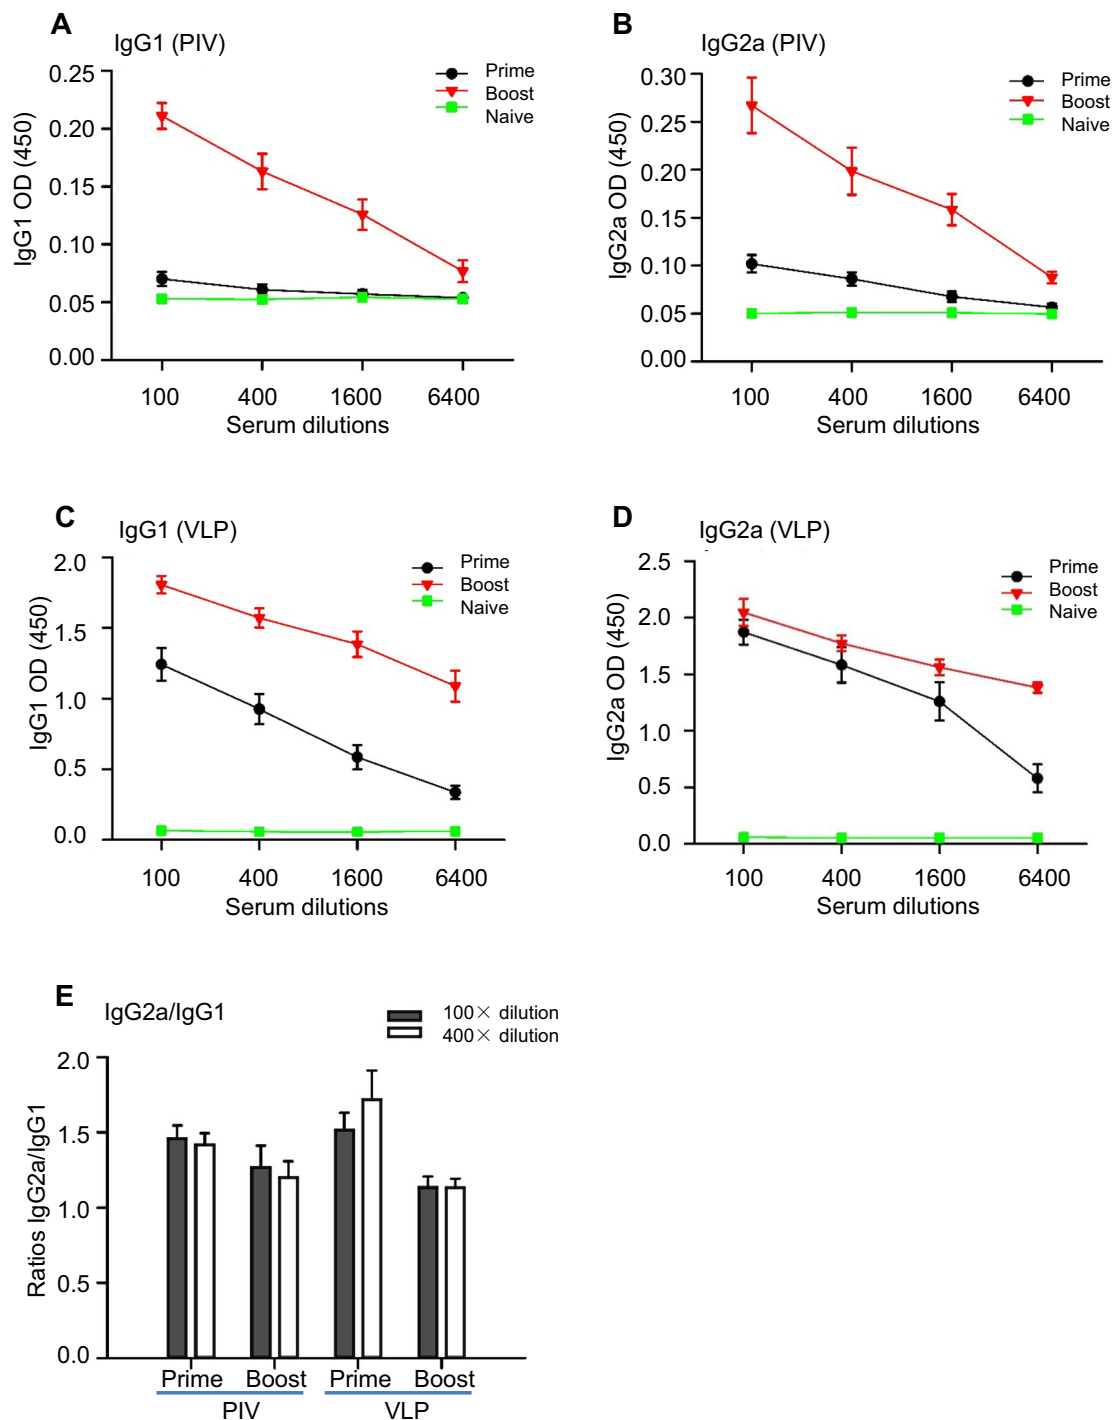 A
IgG1 (PIV)
Prime
Boost
Naive
0.25
0.20
0.15
0.10
0.05
0.00
IgG1 OD (450)
100 400 1600 6400
Serum dilutions
B
IgG2a (PIV)
Prime
Boost
Naive
0.30
0.25
0.20
0.15
0.10
0.05
0.00
IgG2a OD (450)
100 400 1600 6400
Serum dilutions
C
IgG1 (VLP)
Prime
Boost
Naive
2.0
1.5
1.0
0.5
0.0
IgG1 OD (450)
100 400 1600 6400
Serum dilutions
D
IgG2a (VLP)
Prime
Boost
Naive
2.5
2.0
1.5
1.0
0.5
0.0
IgG2a OD (450)
100 400 1600 6400
Serum dilutions
E
IgG2a/IgG1
100× dilution
400× dilution
2.0
1.5
1.0
0.5
0.0
Ratios IgG2a/IgG1
Prime Boost Prime Boost
PIV VLP